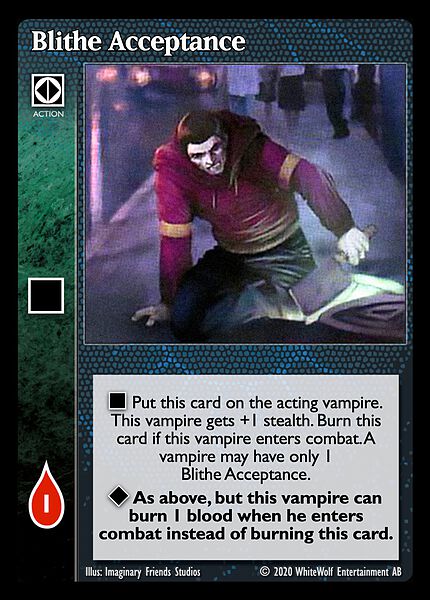 Blithe Acceptance
ACTION
Put this card on the acting vampire.
This vampire gets +1 stealth. Burn this
card if this vampire enters combat. A
vampire may have only 1
Blithe Acceptance.
As above, but this vampire can
burn 1 blood when he enters
combat instead of burning this card.
1
Illus: Imaginary Friends Studios
© 2020 WhiteWolf Entertainment AB